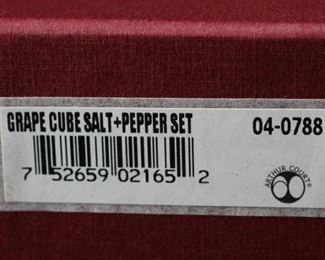 GRAPE CUBE SALT+PEPPER SET 04-0788
7 52659 02165 2
ARTHUR COURT